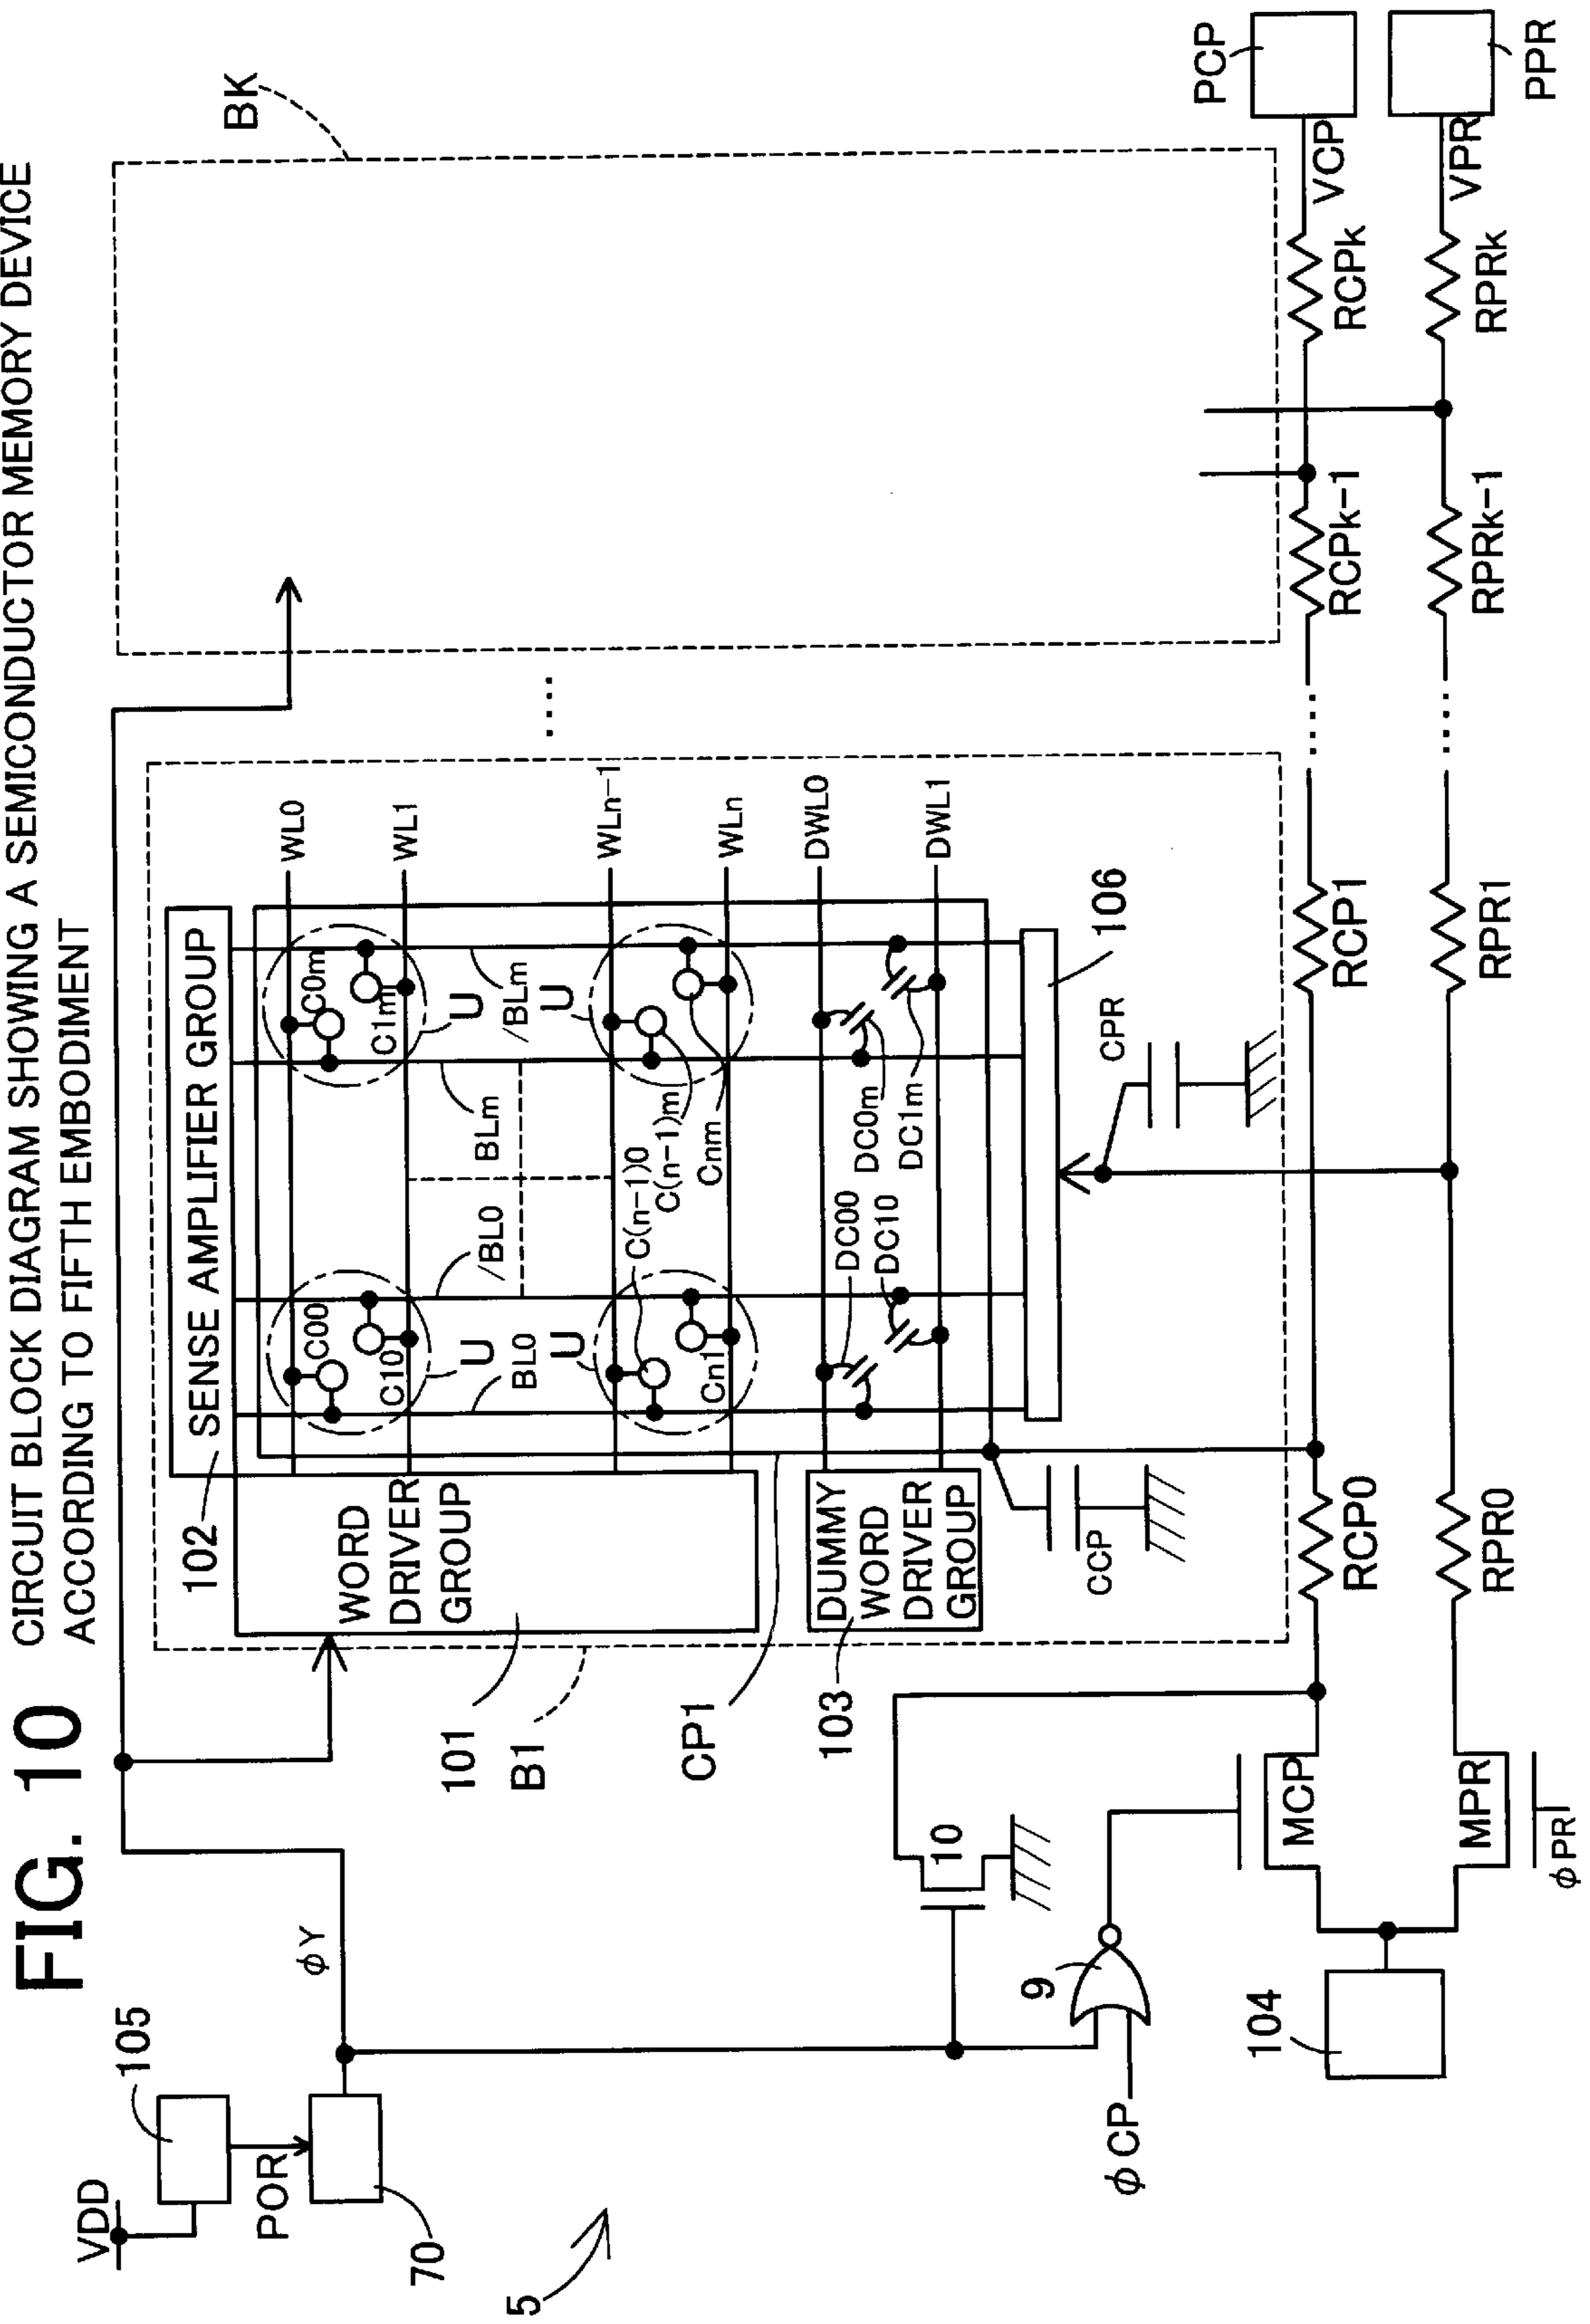 FIG. 10
CIRCUIT BLOCK DIAGRAM SHOWING A SEMICONDUCTOR MEMORY DEVICE
ACCORDING TO FIFTH EMBODIMENT
VDD
105
POR
70
φY
5
BK
102
SENSE AMPLIFIER GROUP
WORD
DRIVER
GROUP
101
B1
CP1
C00
C10
U
BL0
/BL0
U
C0m
C1m
U
BLm
/BLm
U
WL0
WL1
WLn-1
WLn
DWL0
DWL1
C(n-1)0
C(n-1)m
Cnm
Cn1
DUMMY
WORD
DRIVER
GROUP
103
DC00
DC10
DC0m
DC1m
106
CCP
CPR
10
9
φCP
104
MCP
MPR
φPR
RCP0
RPR0
RCP1
RPR1
RCPk-1
RPRk-1
RCPk
RPRk
VCP
VPR
PCP
PPR